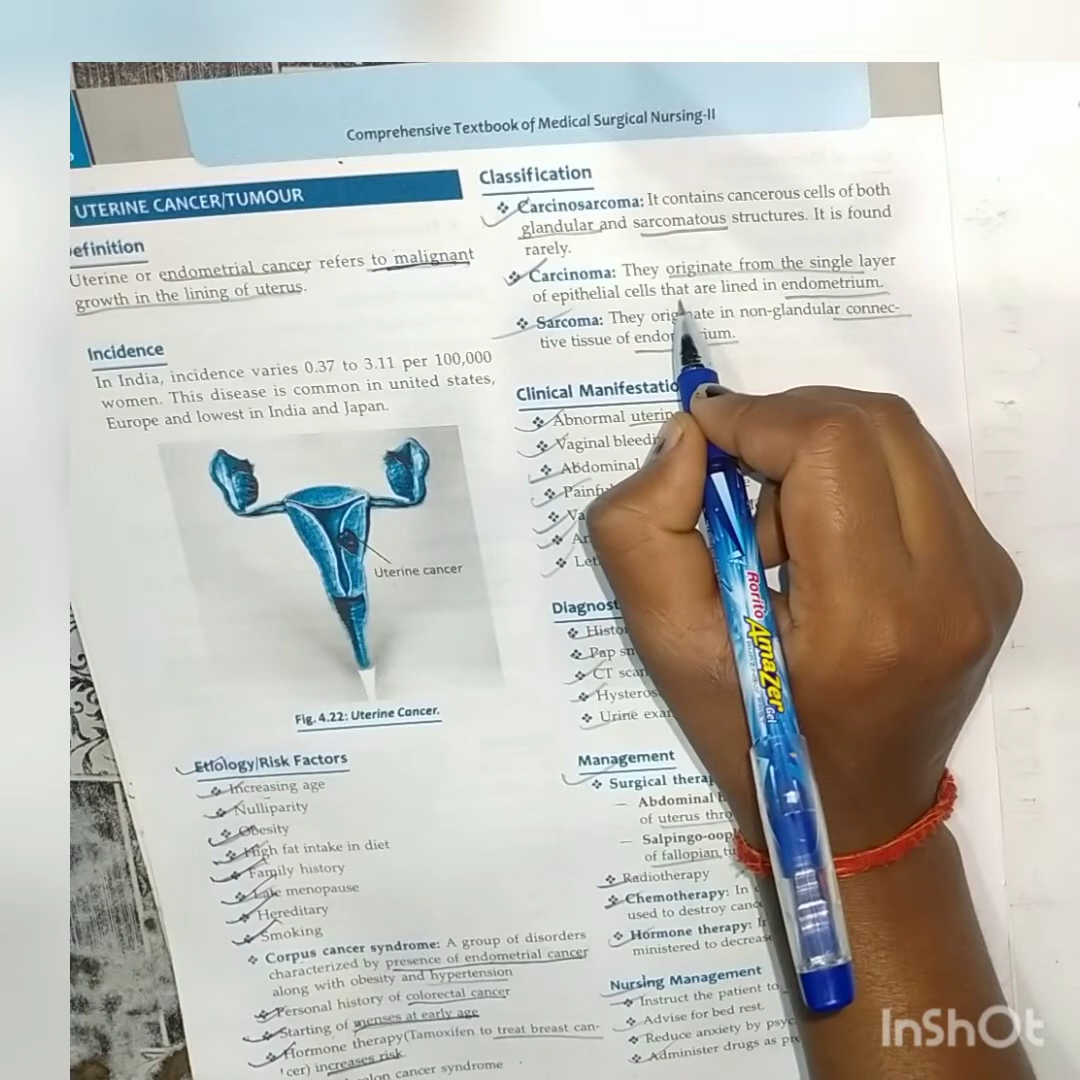 Comprehensive Textbook of Medical Surgical Nursing-II
UTERINE CANCER/TUMOUR
efinition
Uterine or endometrial cancer refers to malignant
growth in the lining of uterus.
Incidence
In India, incidence varies 0.37 to 3.11 per 100,000
women. This disease is common in united states,
Europe and lowest in India and Japan.
Uterine cancer
Fig. 4.22: Uterine Cancer.
Etiology/Risk Factors
❖ Increasing age
❖ Nulliparity
❖ Obesity
❖ High fat intake in diet
❖ Family history
❖ Late menopause
❖ Hereditary
❖ Smoking
❖ Corpus cancer syndrome: A group of disorders
characterized by presence of endometrial cancer
along with obesity and hypertension
❖ Personal history of colorectal cancer
❖ Starting of menses at early age
❖ Hormone therapy(Tamoxifen to treat breast can-
cer) increases risk
colon cancer syndrome
Classification
❖ Carcinosarcoma: It contains cancerous cells of both
glandular and sarcomatous structures. It is found
rarely.
❖ Carcinoma: They originate from the single layer
of epithelial cells that are lined in endometrium.
❖ Sarcoma: They originate in non-glandular connec-
tive tissue of endo rium.
Clinical Manifestatio
❖ Abnormal uterin
❖ Vaginal bleedi
❖ Abdominal
❖ Painfu
❖ Va
❖ An
❖ Let
Diagnost
❖ Histo
❖ Pap sm
❖ CT scan
❖ Hysteros
❖ Urine exa
Management
❖ Surgical thera
— Abdominal
of uterus thro
— Salpingo-oop
of fallopian tu
❖ Radiotherapy
❖ Chemotherapy: In
used to destroy canc
❖ Hormone therapy: I
ministered to decreas
Nursing Management
❖ Instruct the patient to
❖ Advise for bed rest.
❖ Reduce anxiety by psyc
❖ Administer drugs as pre
Rorito
Amazer
Gel
InShOt